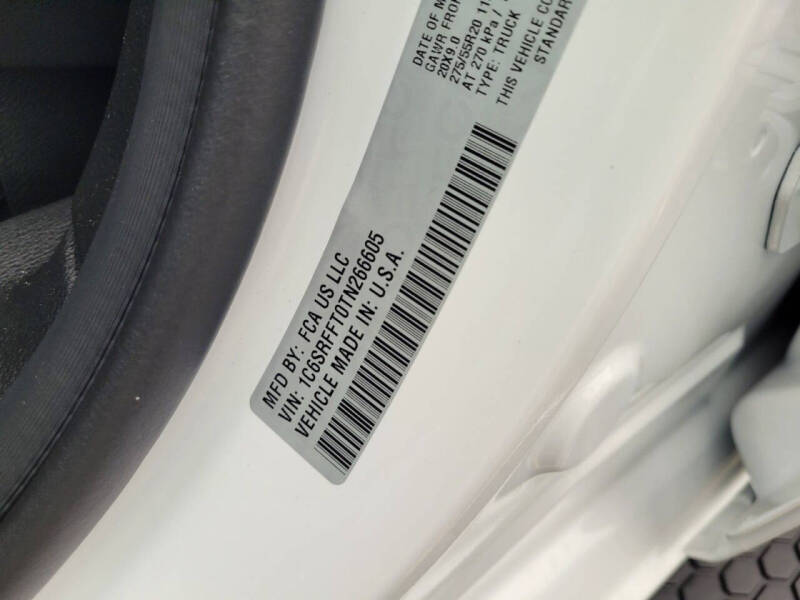 MFD BY: FCA US LLC
VIN: 1C6SRFFT0TN266605
VEHICLE MADE IN: U.S.A.
DATE OF M
GAWR FRO
20X9.0
275/55R20 11
AT 270 kPa /
TYPE: TRUCK
THIS VEHICLE CO
STANDAR